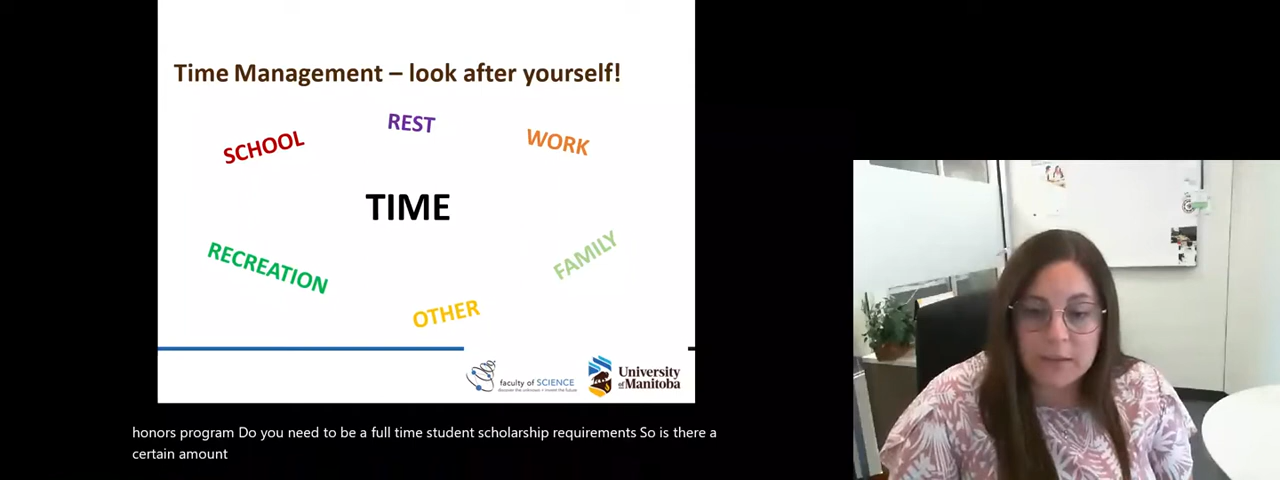 Time Management – look after yourself!
REST
SCHOOL
WORK
TIME
RECREATION
FAMILY
OTHER
faculty of SCIENCE
University
of Manitoba
honors program Do you need to be a full time student scholarship requirements So is there a
certain amount